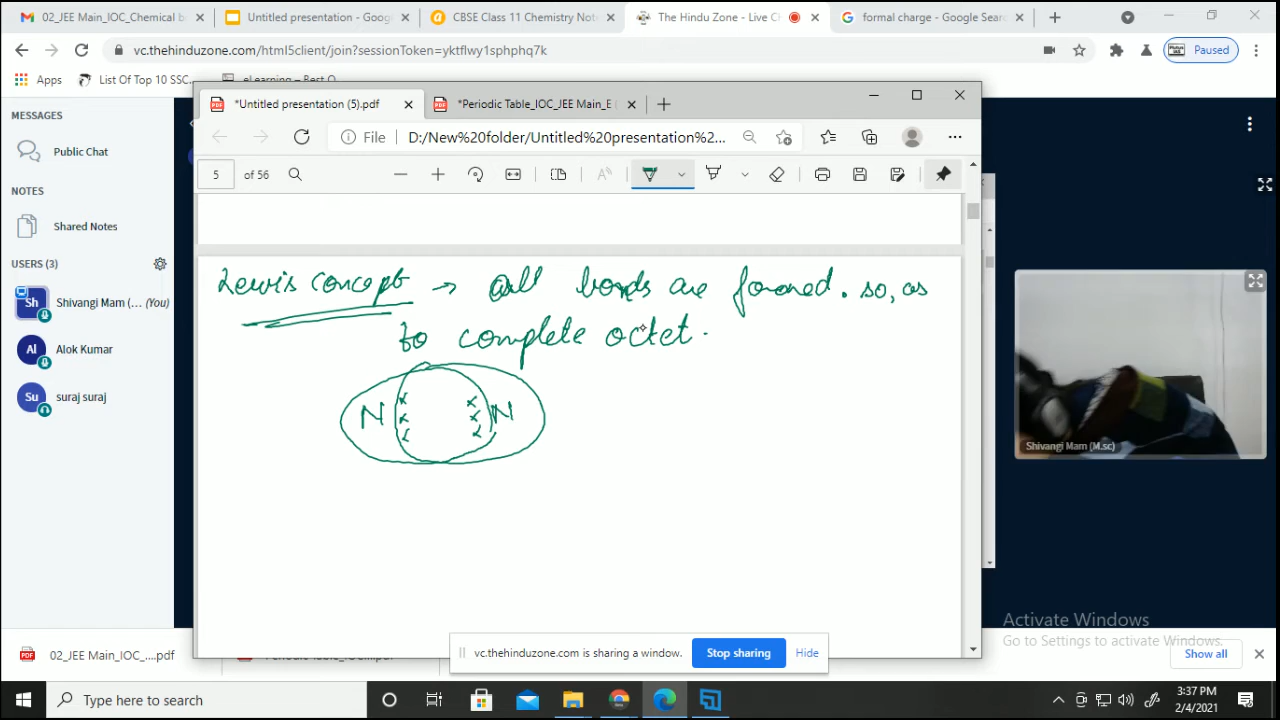 02_JEE Main_IOC_Chemical b
Untitled presentation - Goog
CBSE Class 11 Chemistry Not
The Hindu Zone - Live C
formal charge - Google Sear
vc.thehinduzone.com/html5client/join?sessionToken=yktflwy1sphphq7k
Paused
Apps
List Of Top 10 SSC...
eLearning – Best O
MESSAGES
Public Chat
NOTES
Shared Notes
USERS (3)
Sh Shivangi Mam (... (You)
Al Alok Kumar
Su suraj suraj
*Untitled presentation (5).pdf
*Periodic Table_IOC_JEE Main_E (
File D:/New%20folder/Untitled%20presentation%2...
5 of 56
Lewis concept → all bonds are formed. so, as
to complete octet.
N N
Shivangi Mam (M.sc)
Activate Windows
Go to Settings to activate Windows.
vc.thehinduzone.com is sharing a window. Stop sharing Hide
02_JEE Main_IOC_....pdf
Show all
Type here to search
3:37 PM
2/4/2021